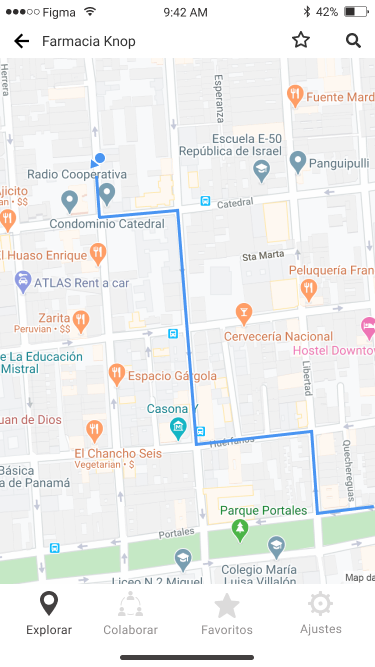 Figma
9:42 AM
42%
Farmacia Knop
Herrera
Esperanza
Fuente Mard
Escuela E-50
República de Israel
Panguipulli
Radio Cooperativa
Catedral
Ajicito
an • $$
Condominio Catedral
El Huaso Enrique
Sta Marta
Peluquería Fran
ATLAS Rent a car
Zarita
Peruvian • $$
Cervecería Nacional
Hostel Downtow
e La Educación
Mistral
Espacio Gárgola
Libertad
Casona Y
uan de Dios
Huérfanos
El Chancho Seis
Vegetarian • $
Quechereguas
Básica
a de Panamá
Parque Portales
Portales
Colegio María
Luisa Villalón
Liceo N 2 Miguel
Map da
Explorar
Colaborar
Favoritos
Ajustes